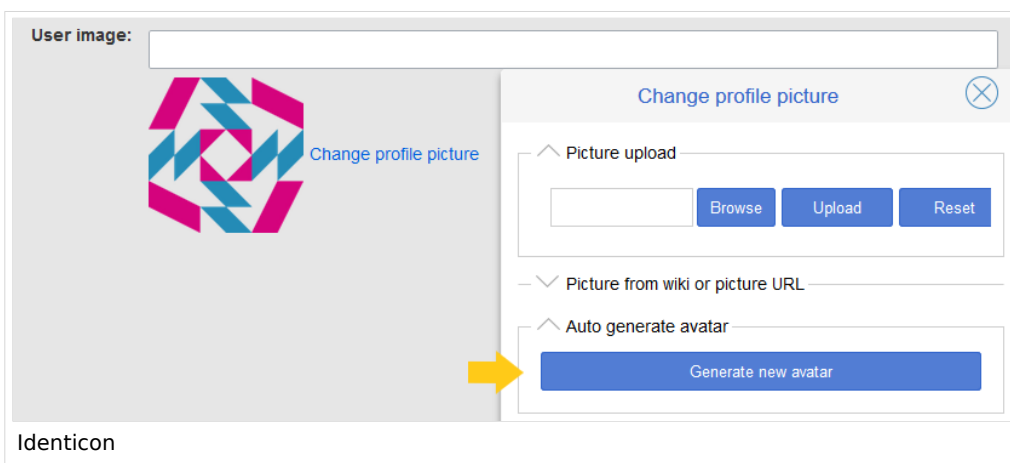 User image:
Change profile picture
Change profile picture
Picture upload
Browse
Upload
Reset
Picture from wiki or picture URL
Auto generate avatar
Generate new avatar
Identicon